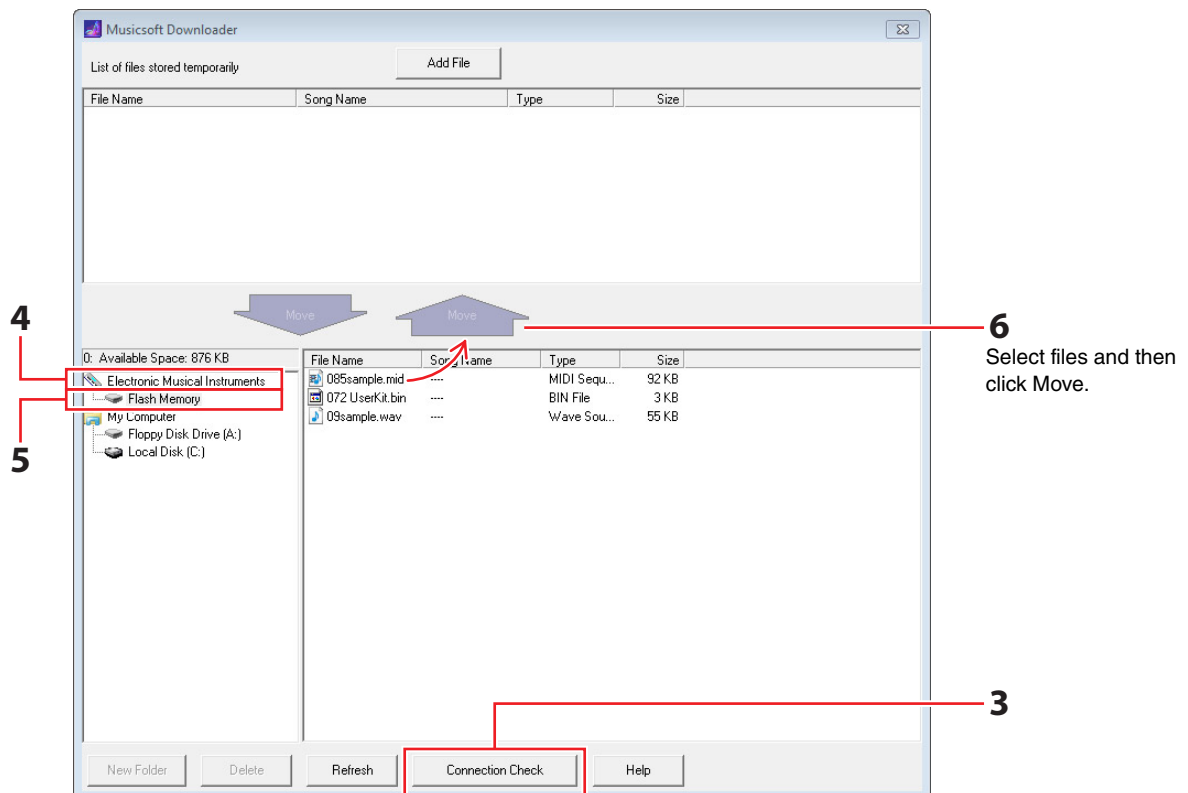 Musicsoft Downloader
List of files stored temporarily
Add File
File Name Song Name Type Size
Move Move
4
6
Select files and then
click Move.
0: Available Space: 876 KB
File Name Song Name Type Size
Electronic Musical Instruments
085sample.mid ---- MIDI Sequ... 92 KB
Flash Memory
072 UserKit.bin ---- BIN File 3 KB
My Computer
09sample.wav ---- Wave Sou... 55 KB
Floppy Disk Drive (A:)
Local Disk (C:)
5
3
New Folder Delete Refresh Connection Check Help